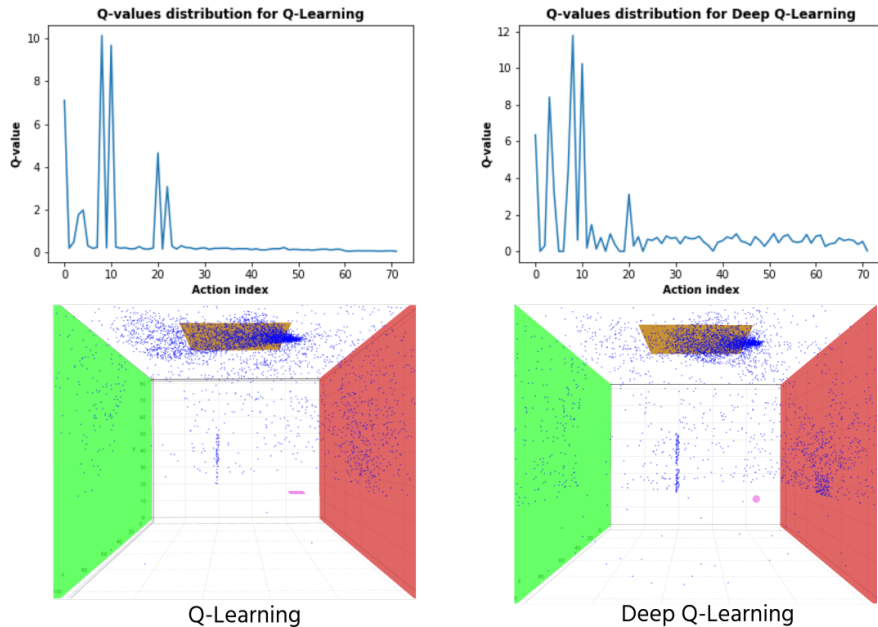 Q-values distribution for Q-Learning
Q-value
10
8
6
4
2
0
0 10 20 30 40 50 60 70
Action index
Q-values distribution for Deep Q-Learning
Q-value
12
10
8
6
4
2
0
0 10 20 30 40 50 60 70
Action index
Q-Learning
Deep Q-Learning